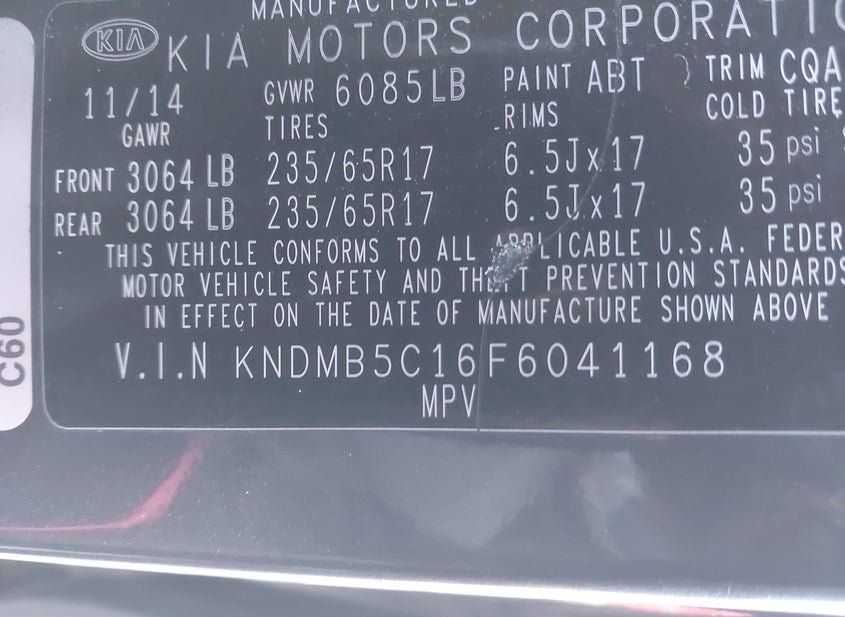 MANUFACTURED
KIA KIA MOTORS CORPORATIO
11/14 GVWR 6085LB PAINT ABT TRIM CQA
GAWR TIRES RIMS COLD TIRE
FRONT 3064 LB 235/65R17 6.5Jx17 35 psi
REAR 3064 LB 235/65R17 6.5Jx17 35 psi
THIS VEHICLE CONFORMS TO ALL APPLICABLE U.S.A. FEDER
MOTOR VEHICLE SAFETY AND THEFT PREVENTION STANDARDS
IN EFFECT ON THE DATE OF MANUFACTURE SHOWN ABOVE
V.I.N KNDMB5C16F6041168
MPV
C60